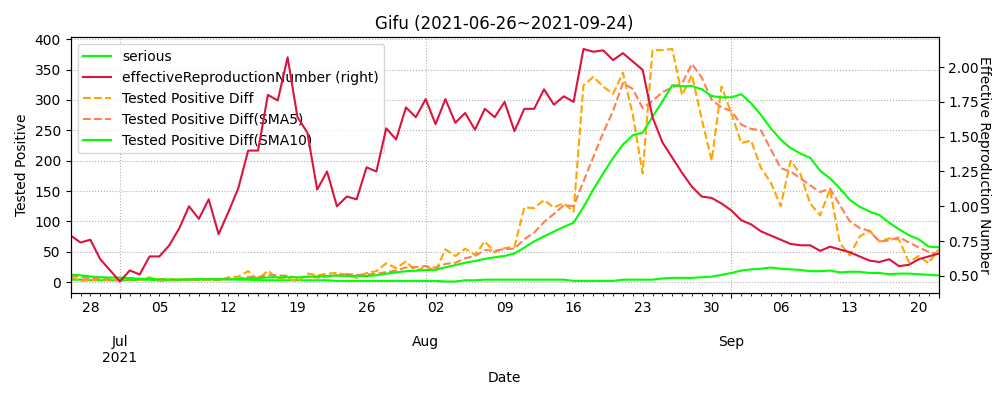 Gifu (2021-06-26~2021-09-24)
serious
effectiveReproductionNumber (right)
Tested Positive Diff
Tested Positive Diff(SMA5)
Tested Positive Diff(SMA10)
Tested Positive
400
350
300
250
200
150
100
50
0
2.00
1.75
1.50
1.25
1.00
0.75
0.50
Effective Reproduction Number
28 05 12 19 26 02 09 16 23 30 06 13 20
Jul Aug Sep
2021
Date